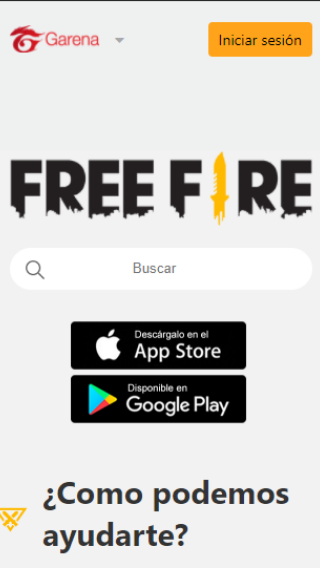 Garena
Iniciar sesión
FREE FIRE
Buscar
Descárgalo en el
App Store
Disponible en
Google Play
¿Como podemos
ayudarte?